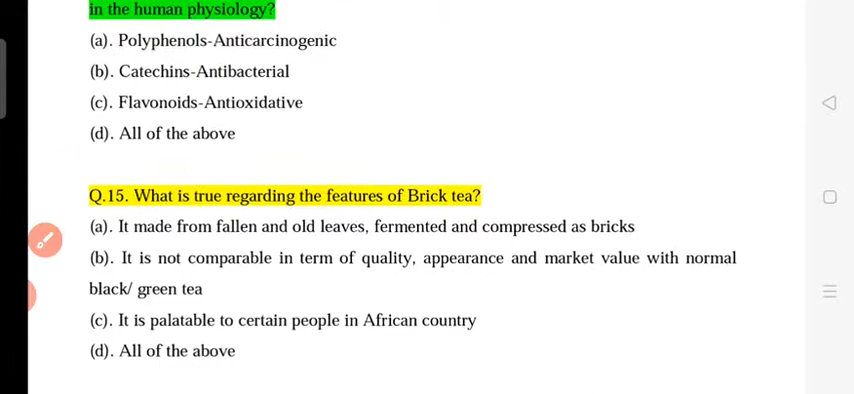 in the human physiology?
(a). Polyphenols-Anticarcinogenic
(b). Catechins-Antibacterial
(c). Flavonoids-Antioxidative
(d). All of the above
Q.15. What is true regarding the features of Brick tea?
(a). It made from fallen and old leaves, fermented and compressed as bricks
(b). It is not comparable in term of quality, appearance and market value with normal
black/ green tea
(c). It is palatable to certain people in African country
(d). All of the above